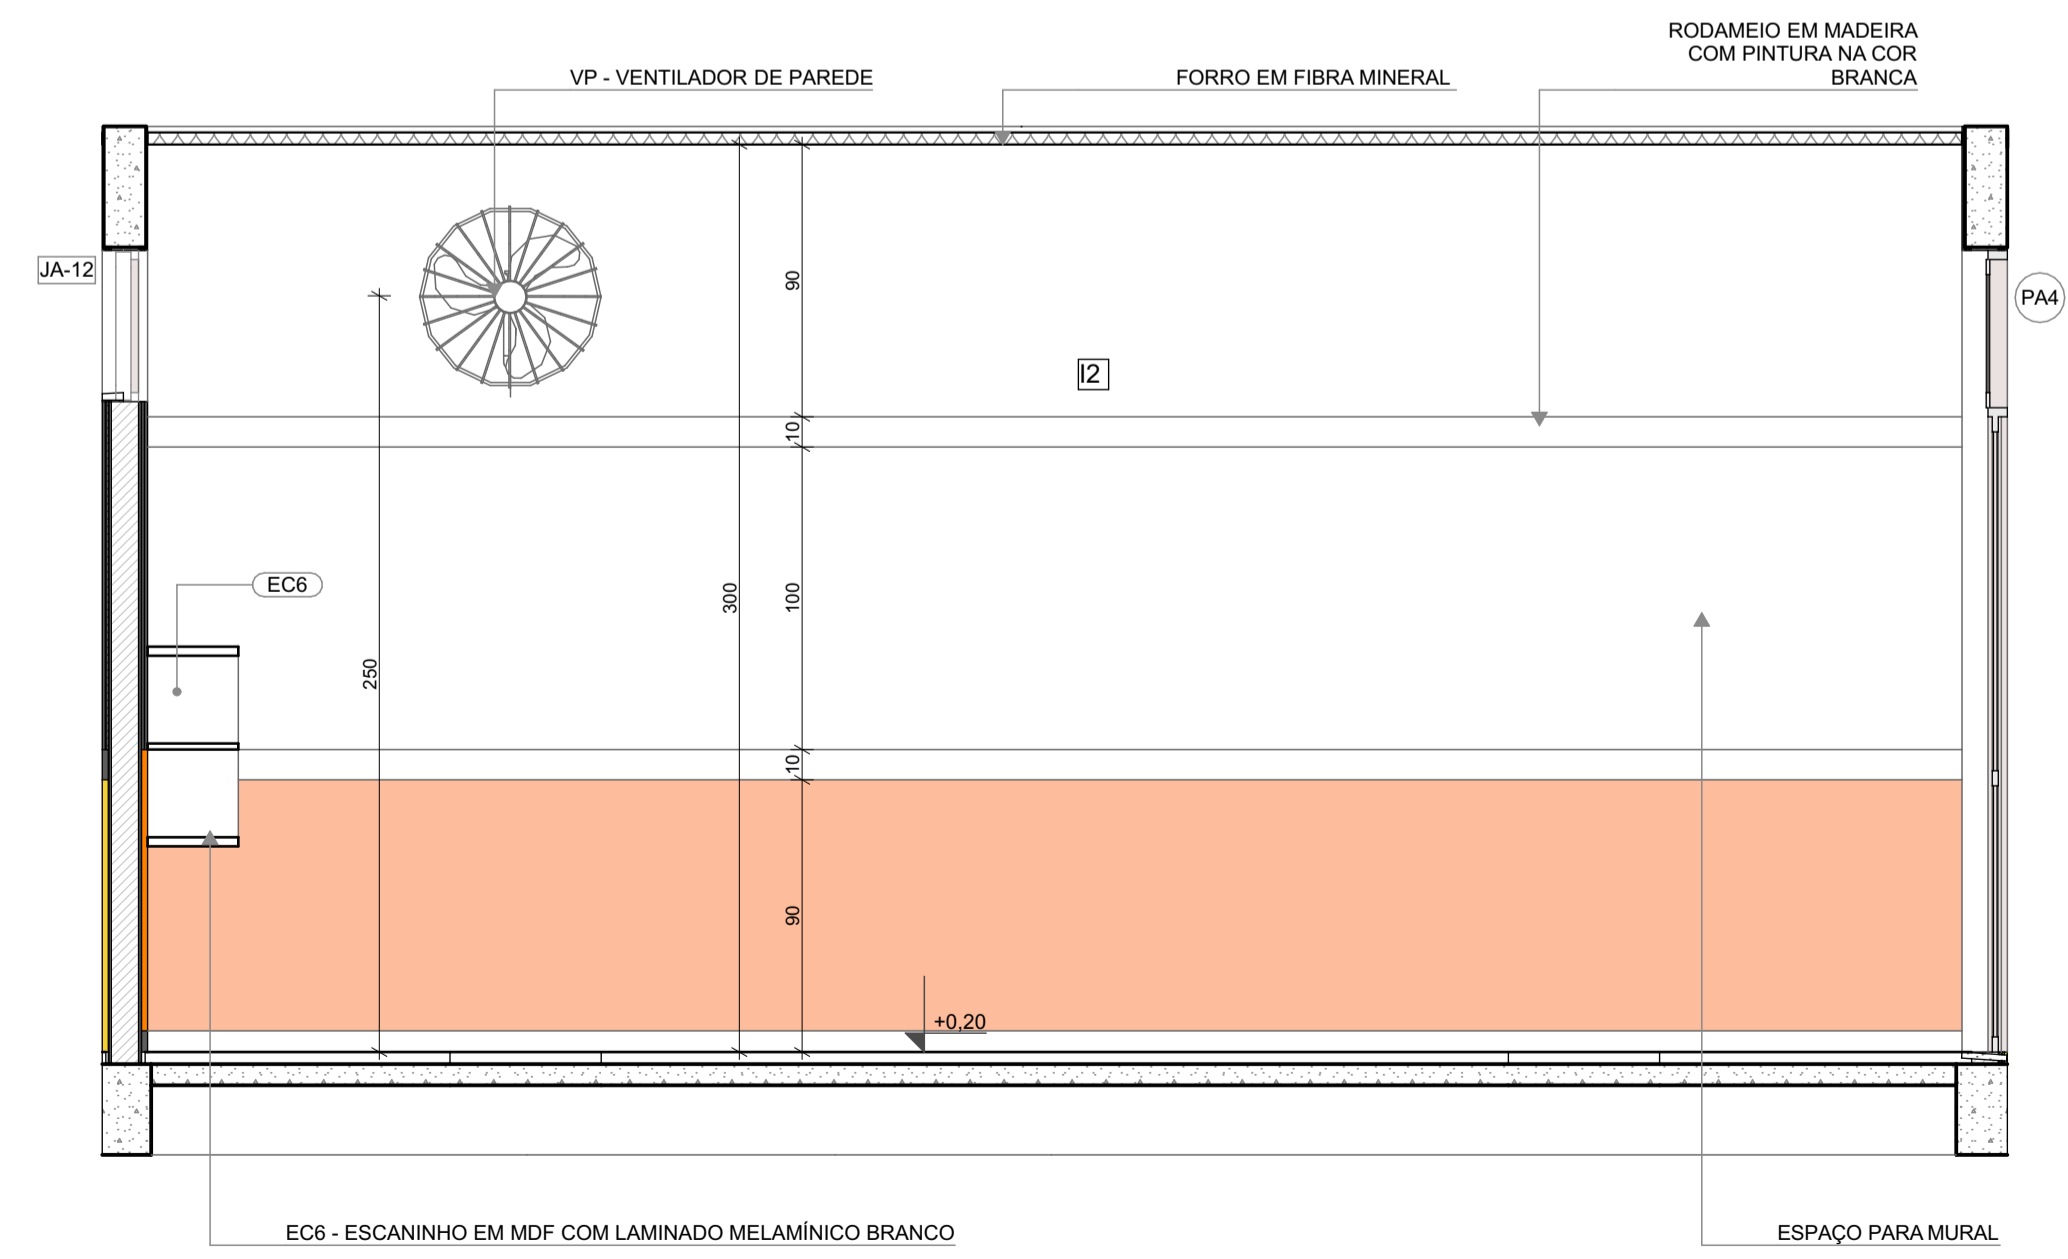 RODAMEIO EM MADEIRA
COM PINTURA NA COR
BRANCA
VP - VENTILADOR DE PAREDE
FORRO EM FIBRA MINERAL
JA-12
PA4
90
I2
10
EC6
300
100
250
10
90
+0,20
EC6 - ESCANINHO EM MDF COM LAMINADO MELAMÍNICO BRANCO
ESPAÇO PARA MURAL